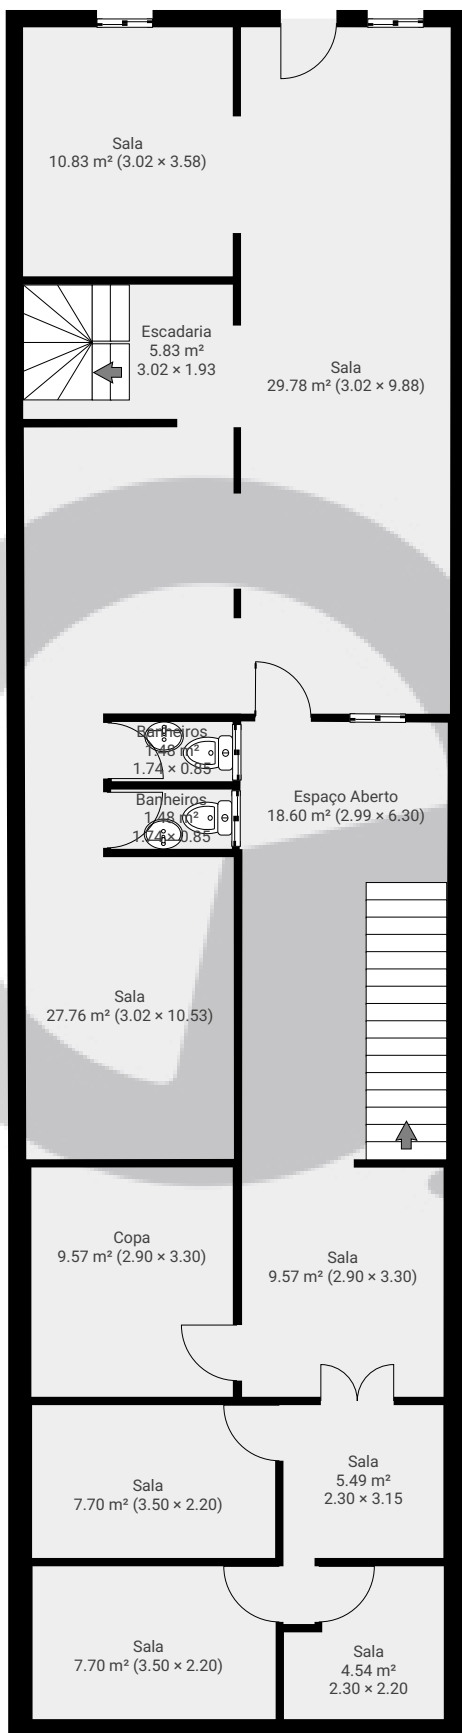 Sala
10.83 m² (3.02 × 3.58)
Escadaria
5.83 m²
3.02 × 1.93
Sala
29.78 m² (3.02 × 9.88)
Banheiros
1.48 m²
1.74 × 0.85
Banheiros
1.48 m²
1.74 × 0.85
Espaço Aberto
18.60 m² (2.99 × 6.30)
Sala
27.76 m² (3.02 × 10.53)
Copa
9.57 m² (2.90 × 3.30)
Sala
9.57 m² (2.90 × 3.30)
Sala
7.70 m² (3.50 × 2.20)
Sala
5.49 m²
2.30 × 3.15
Sala
7.70 m² (3.50 × 2.20)
Sala
4.54 m²
2.30 × 2.20